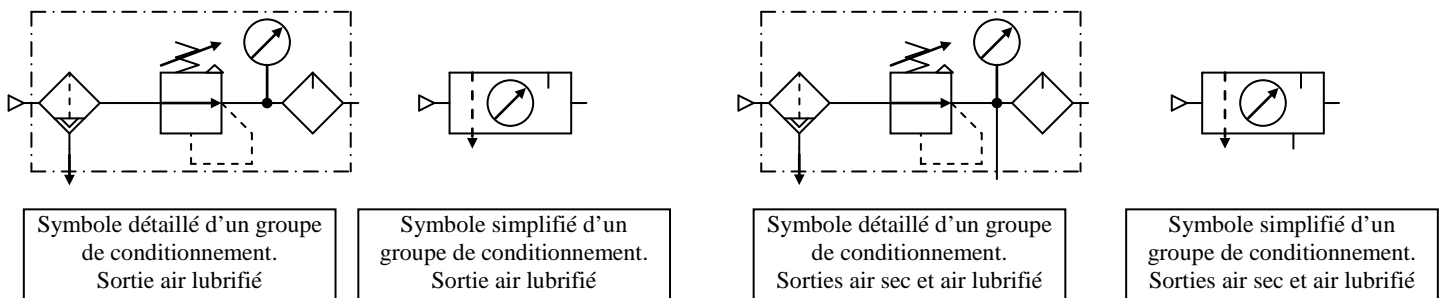 Symbole détaillé d’un groupe
de conditionnement.
Sortie air lubrifié
Symbole simplifié d’un
groupe de conditionnement.
Sortie air lubrifié
Symbole détaillé d’un groupe
de conditionnement.
Sorties air sec et air lubrifié
Symbole simplifié d’un
groupe de conditionnement.
Sorties air sec et air lubrifié